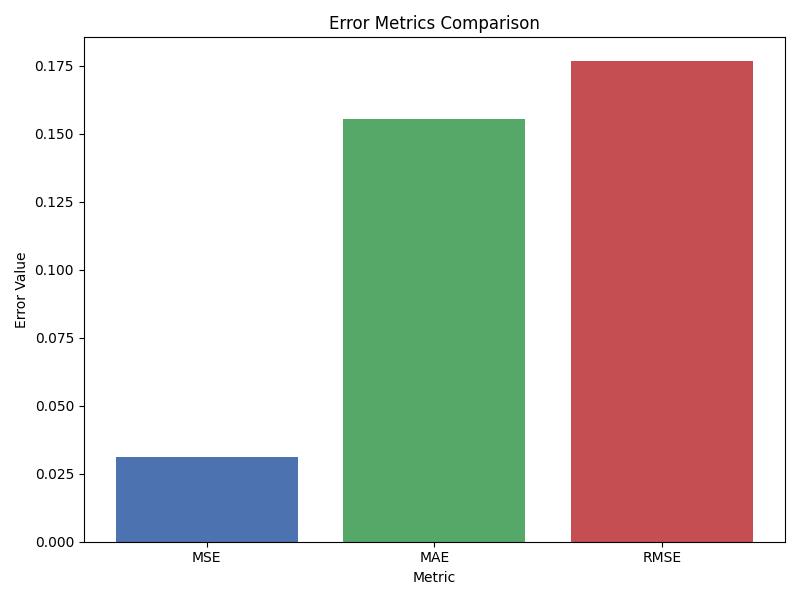 Error Metrics Comparison
0.175
0.150
0.125
0.100
0.075
0.050
0.025
0.000
Error Value
MSE
MAE
RMSE
Metric